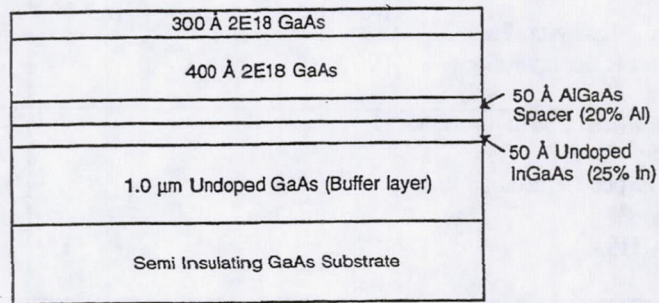 300 Å 2E18 GaAs
400 Å 2E18 GaAs
50 Å AlGaAs
Spacer (20% Al)
50 Å Undoped
InGaAs (25% In)
1.0 μm Undoped GaAs (Buffer layer)
Semi Insulating GaAs Substrate